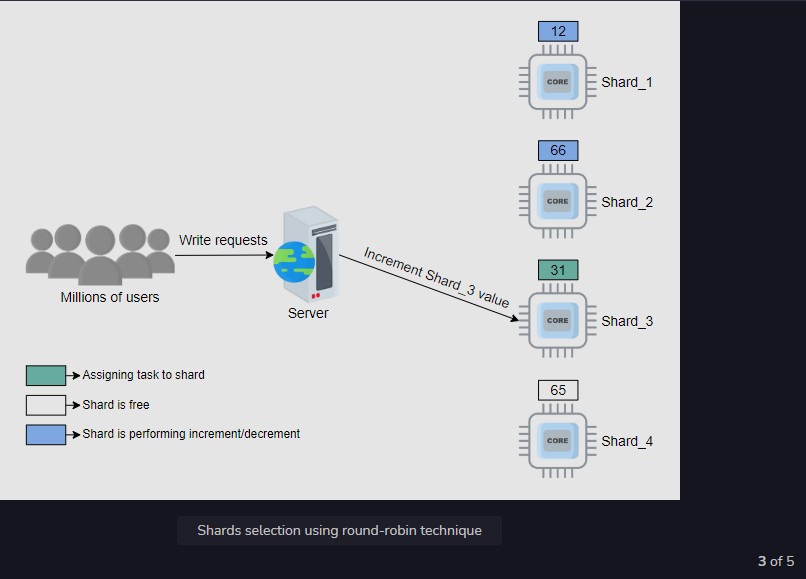 12
CORE
Shard_1
66
CORE
Shard_2
Write requests
Increment Shard_3 value
31
CORE
Shard_3
Millions of users
Server
65
CORE
Shard_4
Assigning task to shard
Shard is free
Shard is performing increment/decrement
Shards selection using round-robin technique
3 of 5